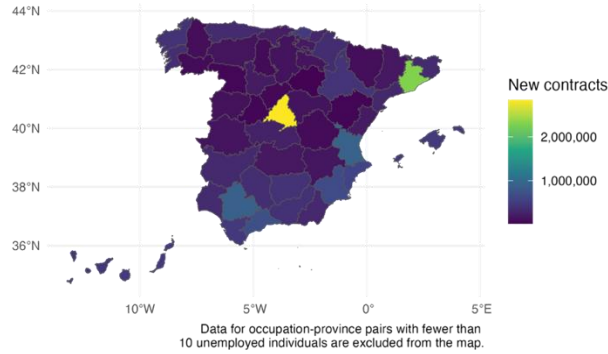 44°N
42°N
40°N
38°N
36°N
10°W 5°W 0° 5°E
New contracts
2,000,000
1,000,000
Data for occupation-province pairs with fewer than
10 unemployed individuals are excluded from the map.